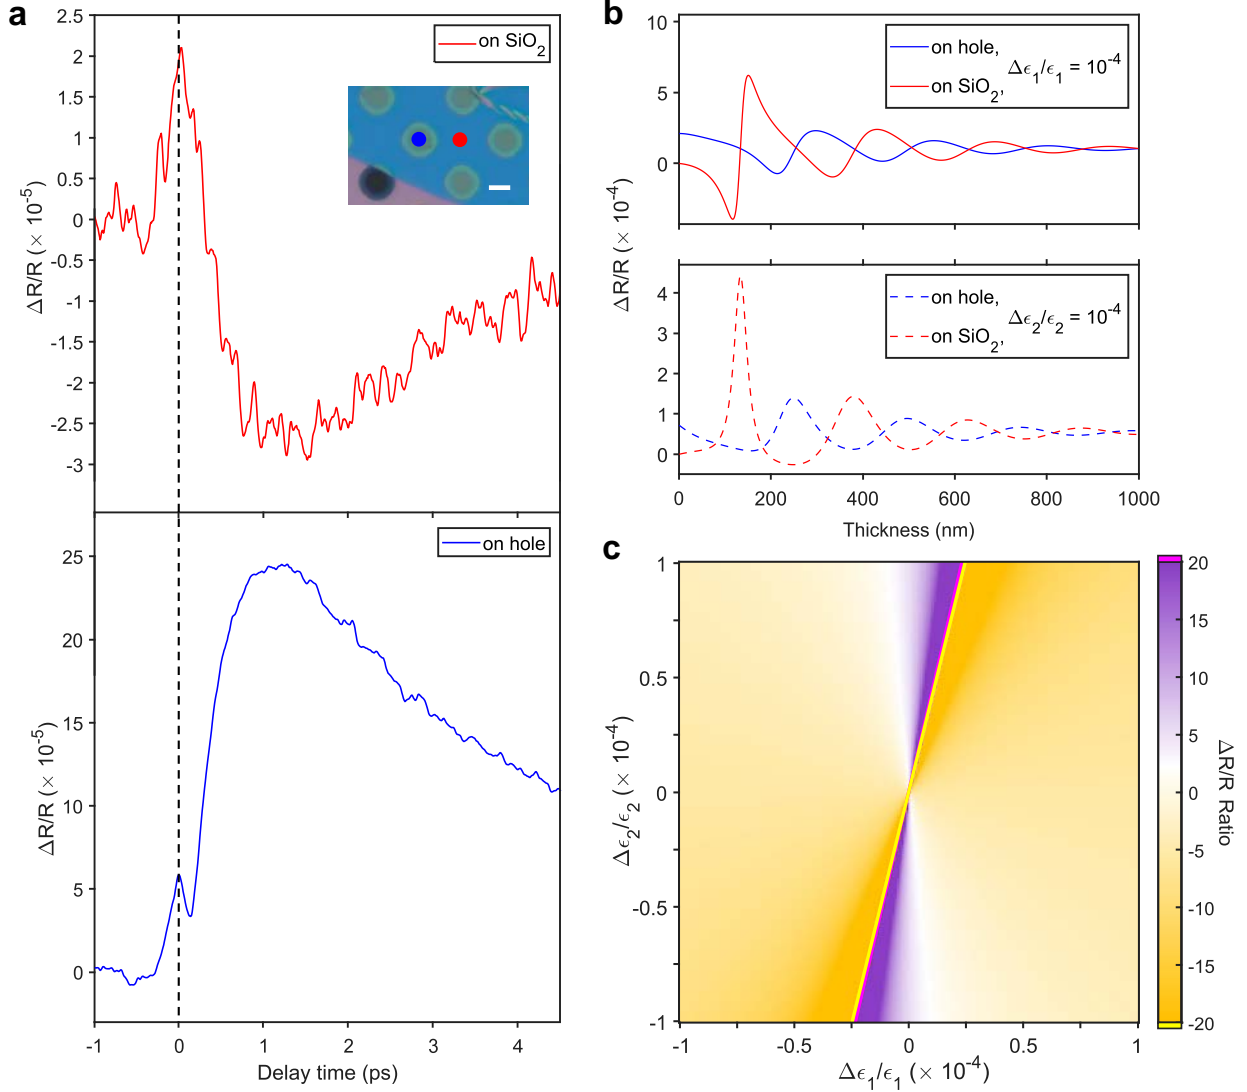 a
2.5
2
1.5
1
0.5
0
-0.5
-1
-1.5
-2
-2.5
-3
ΔR/R (× 10-5)
on SiO2
25
20
15
10
5
0
ΔR/R (× 10-5)
on hole
-1 0 1 2 3 4
Delay time (ps)
b
10
5
0
on hole,
Δϵ1/ϵ1 = 10-4
on SiO2,
ΔR/R (× 10-4)
4
3
2
1
0
on hole,
Δϵ2/ϵ2 = 10-4
on SiO2,
0 200 400 600 800 1000
Thickness (nm)
c
1
0.5
0
-0.5
-1
Δϵ2/ϵ2 (× 10-4)
-1 -0.5 0 0.5 1
Δϵ1/ϵ1 (× 10-4)
20
15
10
5
0
-5
-10
-15
-20
ΔR/R Ratio